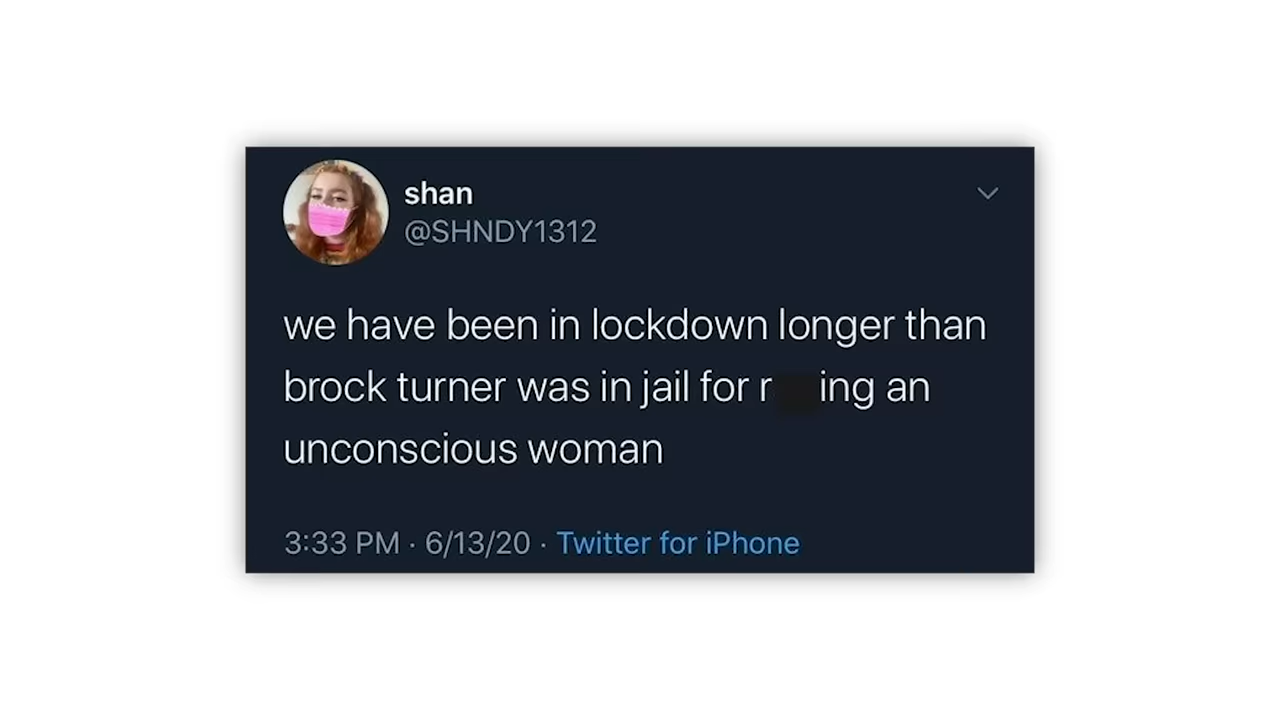 shan
@SHNDY1312
we have been in lockdown longer than
brock turner was in jail for r ing an
unconscious woman
3:33 PM · 6/13/20 · Twitter for iPhone